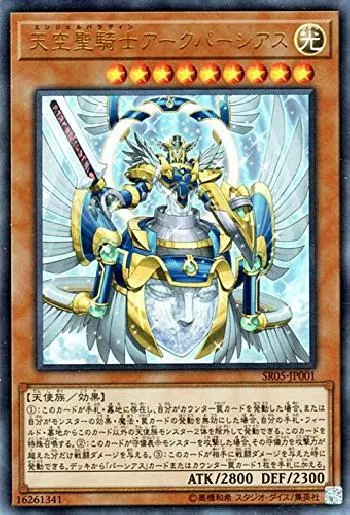 エンジェルパラディン
天空聖騎士アークパーシアス
光
SR05-JP001
【天使族／効果】
①：このカードが手札・墓地に存在し、自分がカウンター罠カードを発動した場合、または
自分がモンスターの効果・魔法・罠カードの発動を無効にした場合、自分の手札・フィー
ルド・墓地からこのカード以外の天使族モンスター２体を除外して発動できる。このカード
を特殊召喚する。②：このカードが守備表示モンスターを攻撃した場合、その守備力を攻撃力が
超えた分だけ戦闘ダメージを与える。③：このカードが相手に戦闘ダメージを与えた時に
発動できる。デッキから「パーシアス」カードまたはカウンター罠カード１枚を手札に加える。
ATK/2800 DEF/2300
16261341
©高橋和希 スタジオ・ダイス/集英社